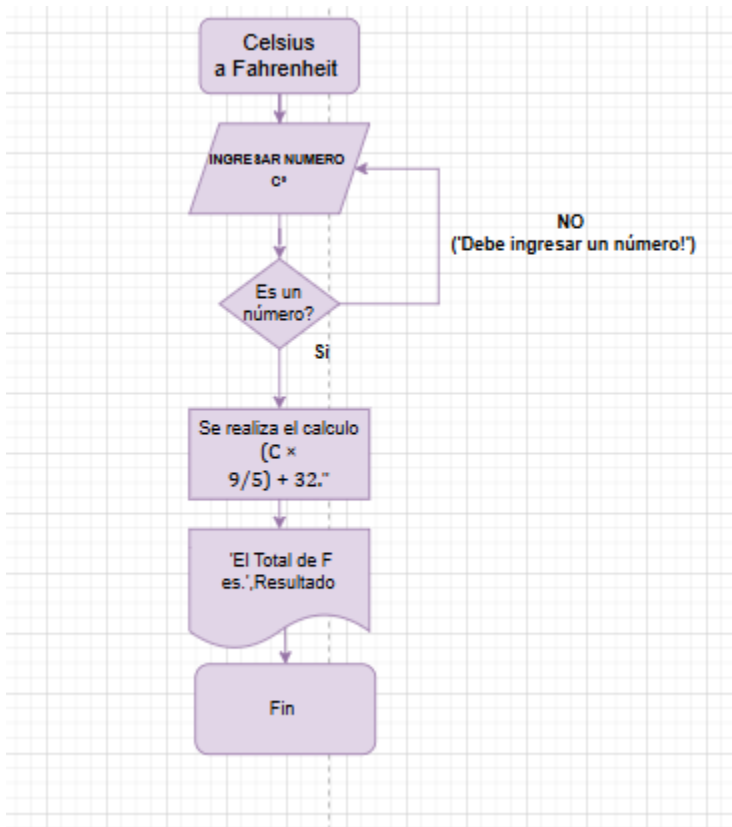 Celsius
a Fahrenheit
INGRESAR NUMERO
Cº
NO
('Debe ingresar un número!')
Es un
número?
Si
Se realiza el calculo
(C ×
9/5) + 32."
'El Total de F
es.',Resultado
Fin